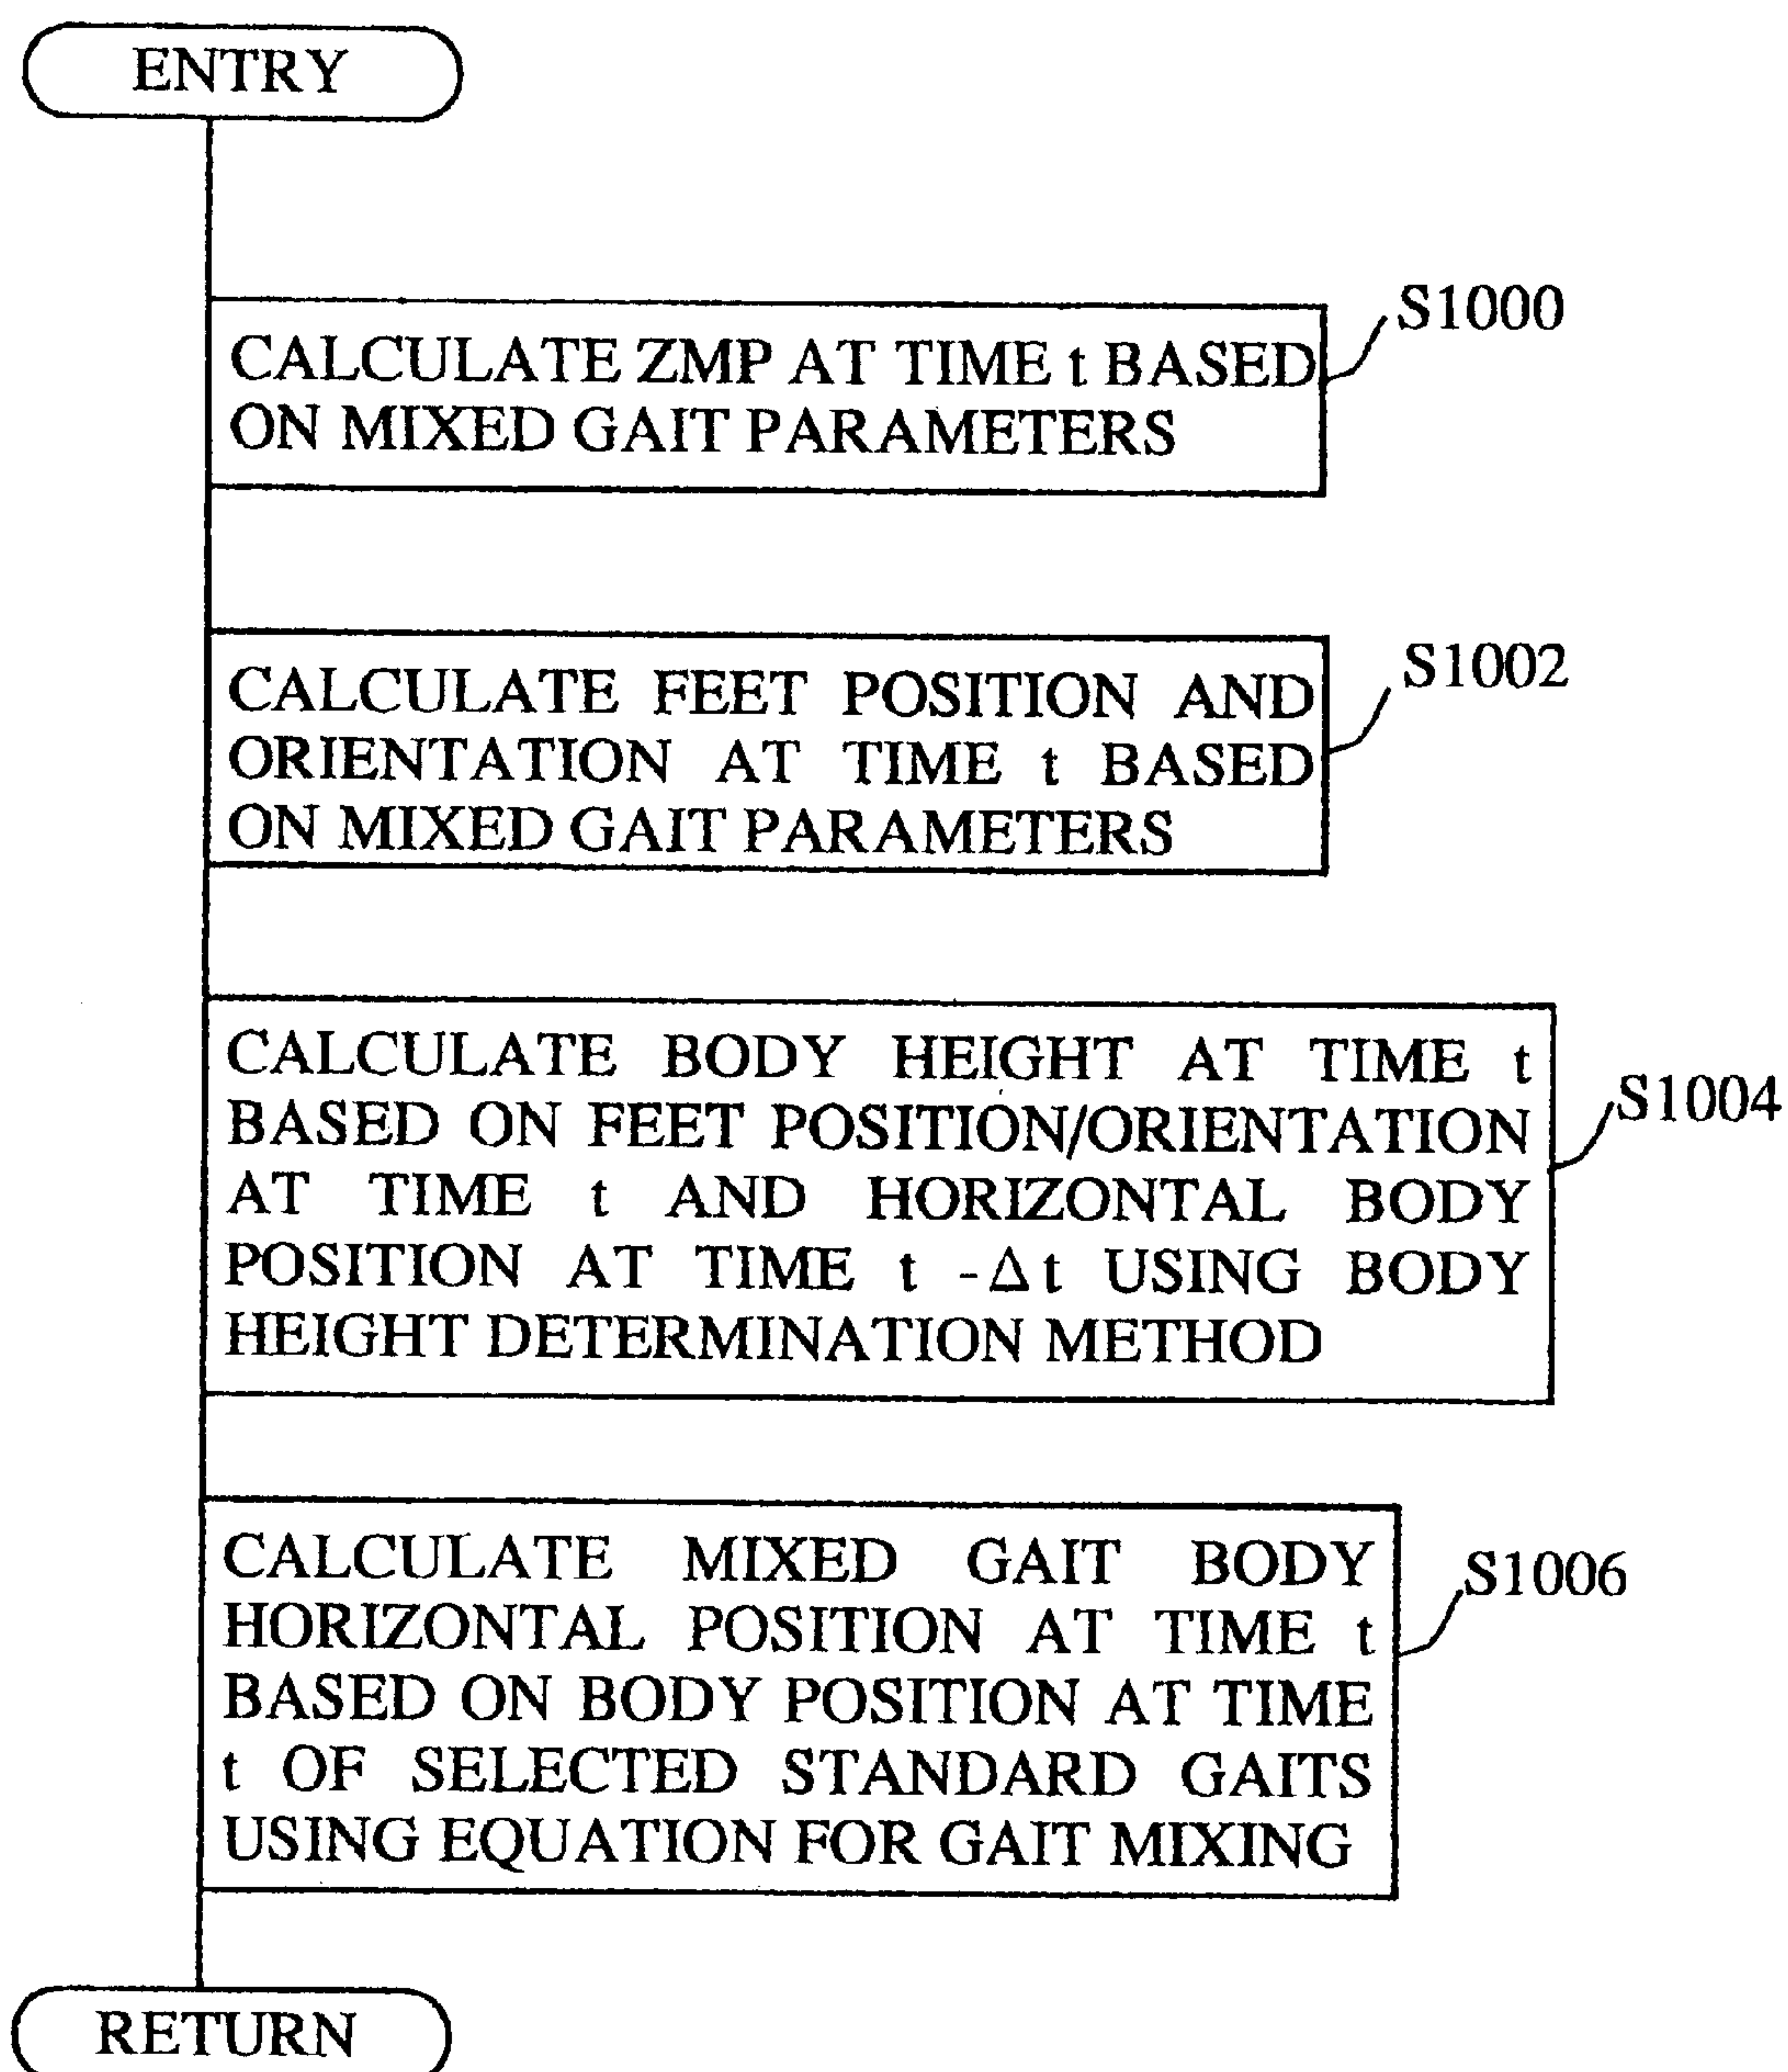 ENTRY
S1000
CALCULATE ZMP AT TIME t BASED
ON MIXED GAIT PARAMETERS
S1002
CALCULATE FEET POSITION AND
ORIENTATION AT TIME t BASED
ON MIXED GAIT PARAMETERS
S1004
CALCULATE BODY HEIGHT AT TIME t
BASED ON FEET POSITION/ORIENTATION
AT TIME t AND HORIZONTAL BODY
POSITION AT TIME t -Δt USING BODY
HEIGHT DETERMINATION METHOD
S1006
CALCULATE MIXED GAIT BODY
HORIZONTAL POSITION AT TIME t
BASED ON BODY POSITION AT TIME
t OF SELECTED STANDARD GAITS
USING EQUATION FOR GAIT MIXING
RETURN